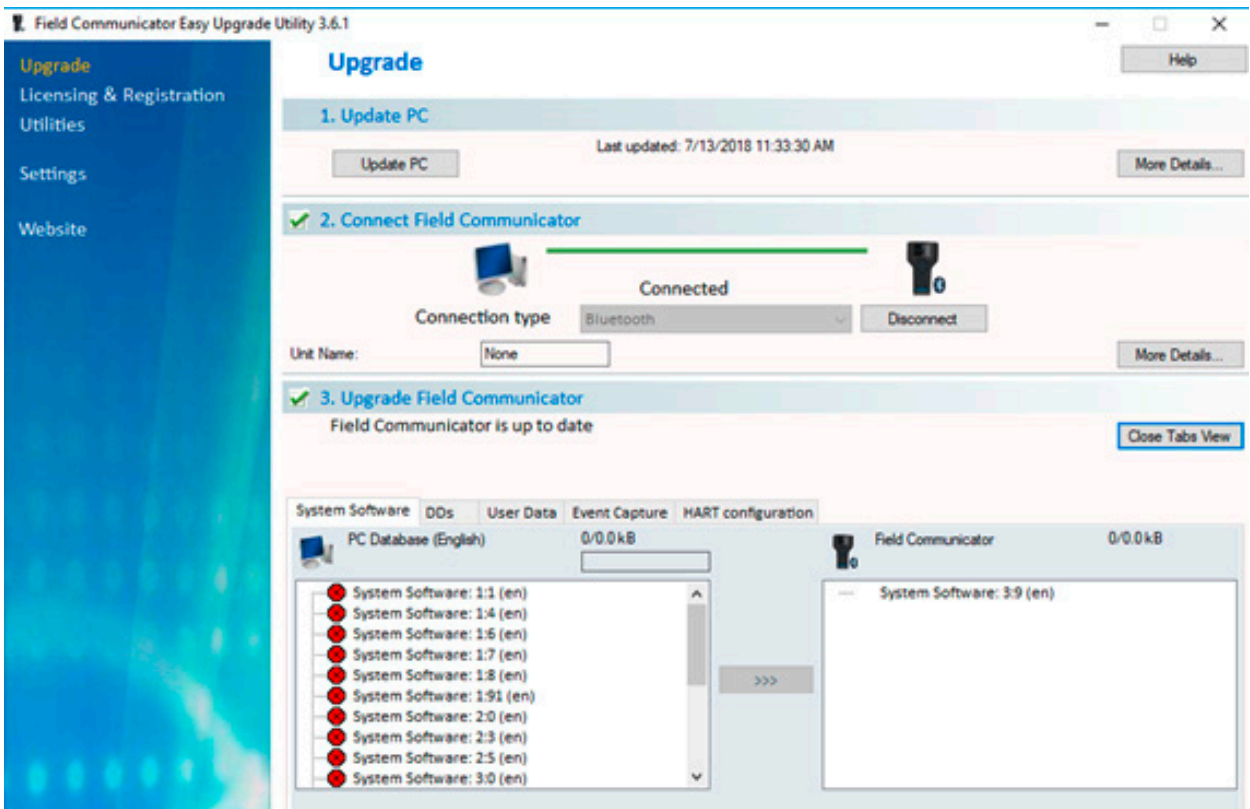 Field Communicator Easy Upgrade Utility 3.6.1
Upgrade
Licensing & Registration
Utilities
Settings
Website
Upgrade
Help
1. Update PC
Update PC
Last updated: 7/13/2018 11:33:30 AM
More Details...
2. Connect Field Communicator
Connected
Connection type
Bluetooth
Disconnect
Unit Name:
None
More Details...
3. Upgrade Field Communicator
Field Communicator is up to date
Close Tabs View
System Software
DDs
User Data
Event Capture
HART configuration
PC Database (English)
0/0.0 kB
Field Communicator
0/0.0 kB
System Software: 1:1 (en)
System Software: 1:4 (en)
System Software: 1:6 (en)
System Software: 1:7 (en)
System Software: 1:8 (en)
System Software: 1:91 (en)
System Software: 2:0 (en)
System Software: 2:3 (en)
System Software: 2:5 (en)
System Software: 3:0 (en)
>>>
System Software: 3:9 (en)